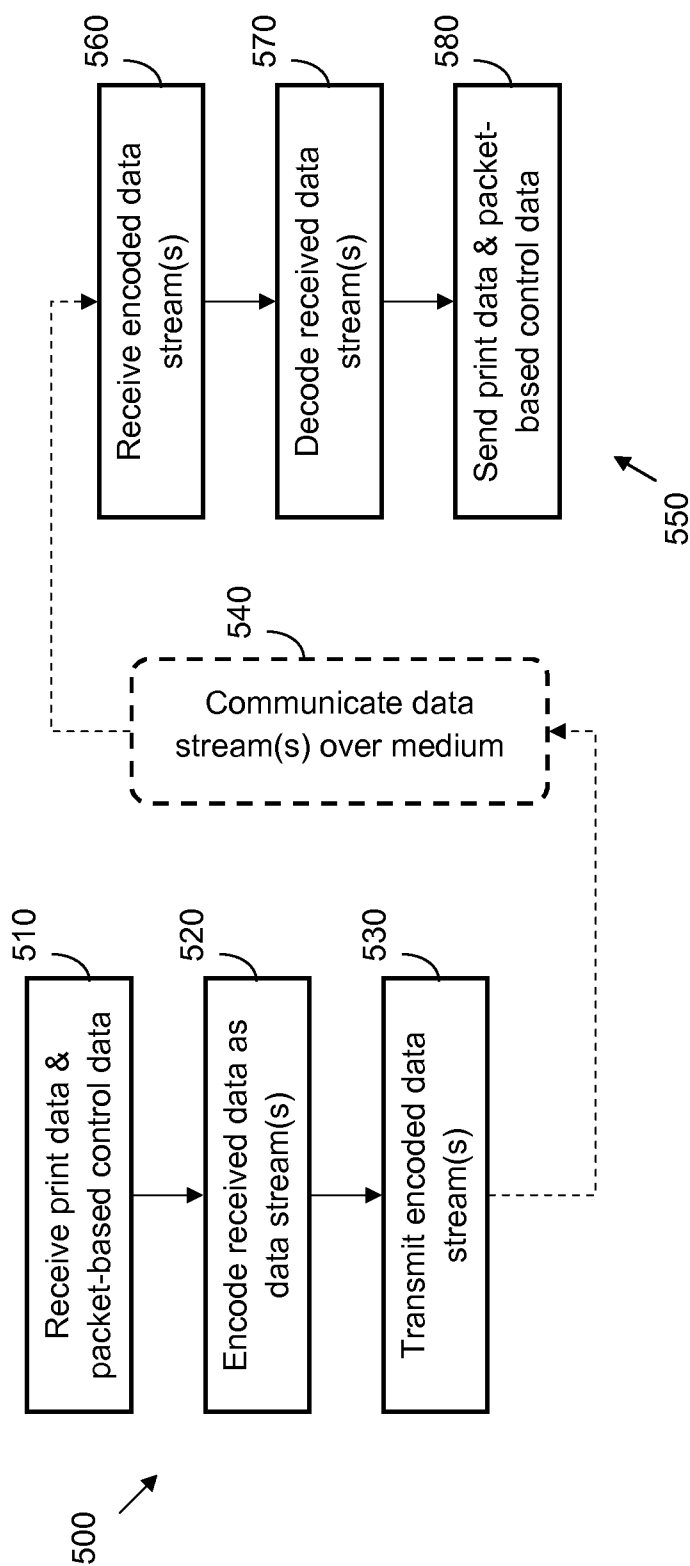 500
510
Receive print data &
packet-based control data
520
Encode received data as
data stream(s)
530
Transmit encoded data
stream(s)
540
Communicate data
stream(s) over medium
550
560
Receive encoded data
stream(s)
570
Decode received data
stream(s)
580
Send print data & packet-
based control data